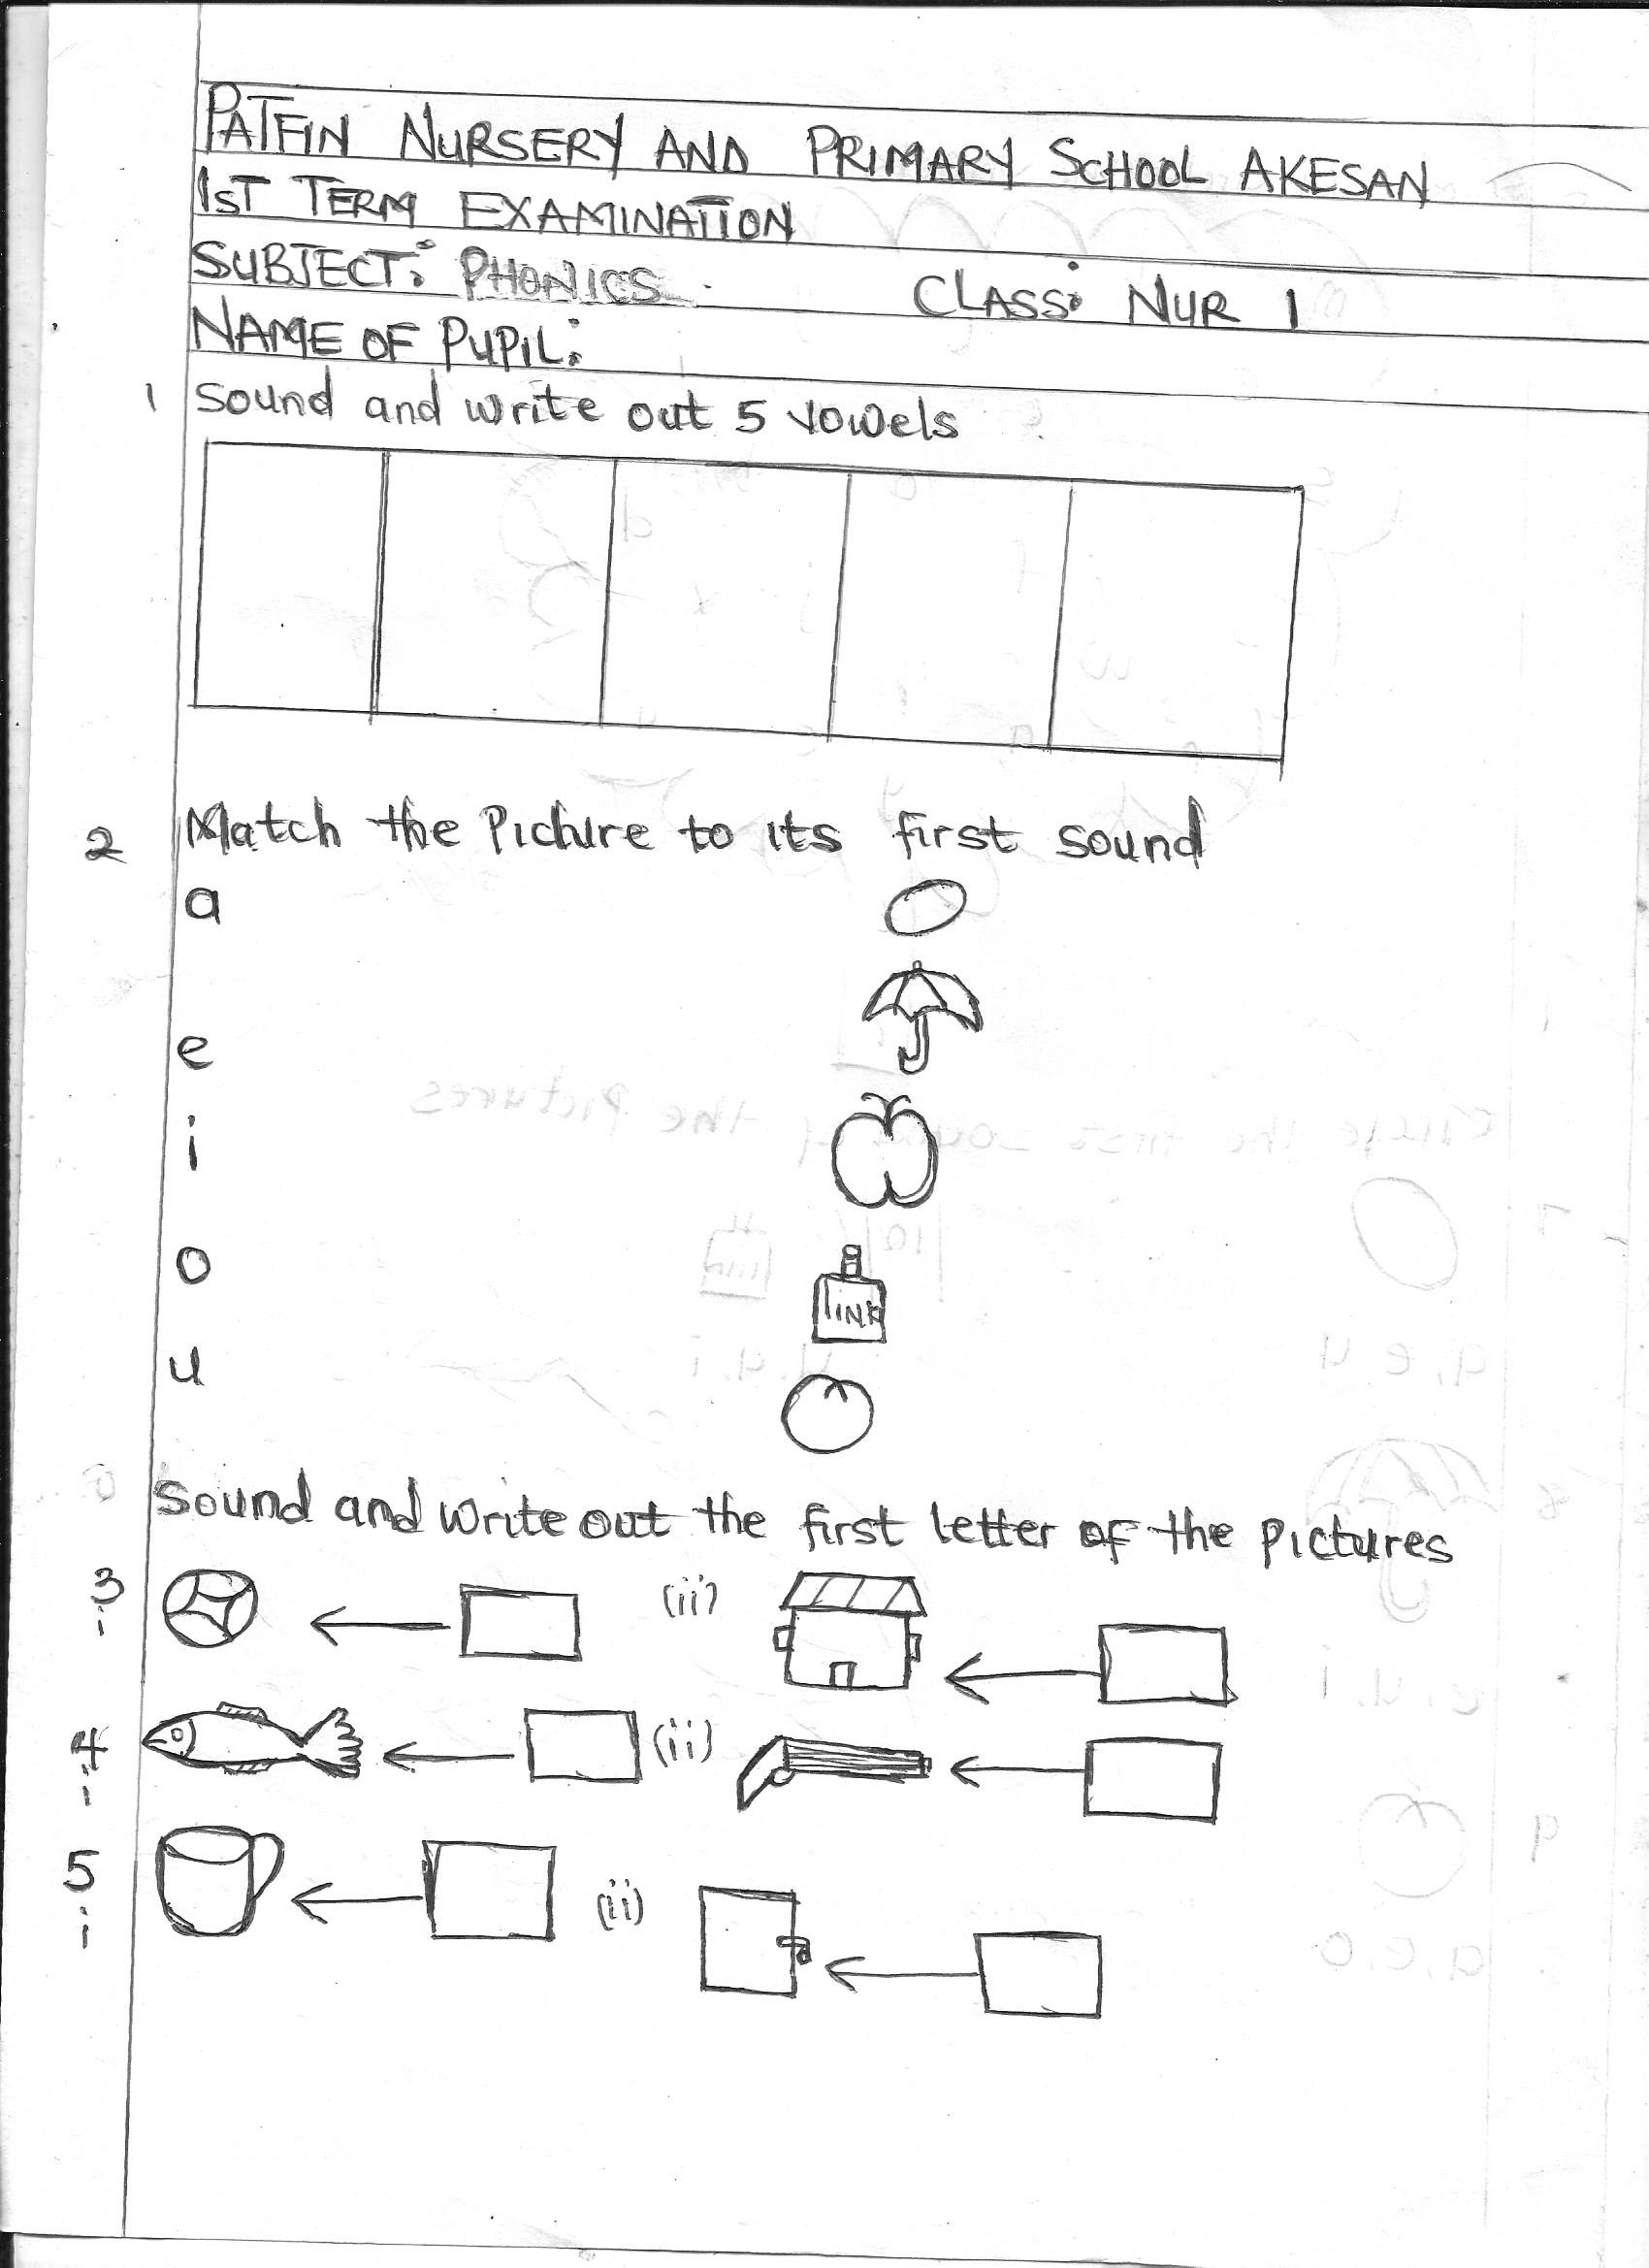 PATFIN NURSERY AND PRIMARY SCHOOL AKESAN
1ST TERM EXAMINATION
SUBJECT: PHONICS CLASS: NUR 1
NAME OF PUPIL:
1 Sound and write out 5 vowels
2 Match the Picture to its first sound
a
e
i
INK
o
u
Sound and write out the first letter of the pictures
3 i (ii)
4 i (ii)
5 i (ii)